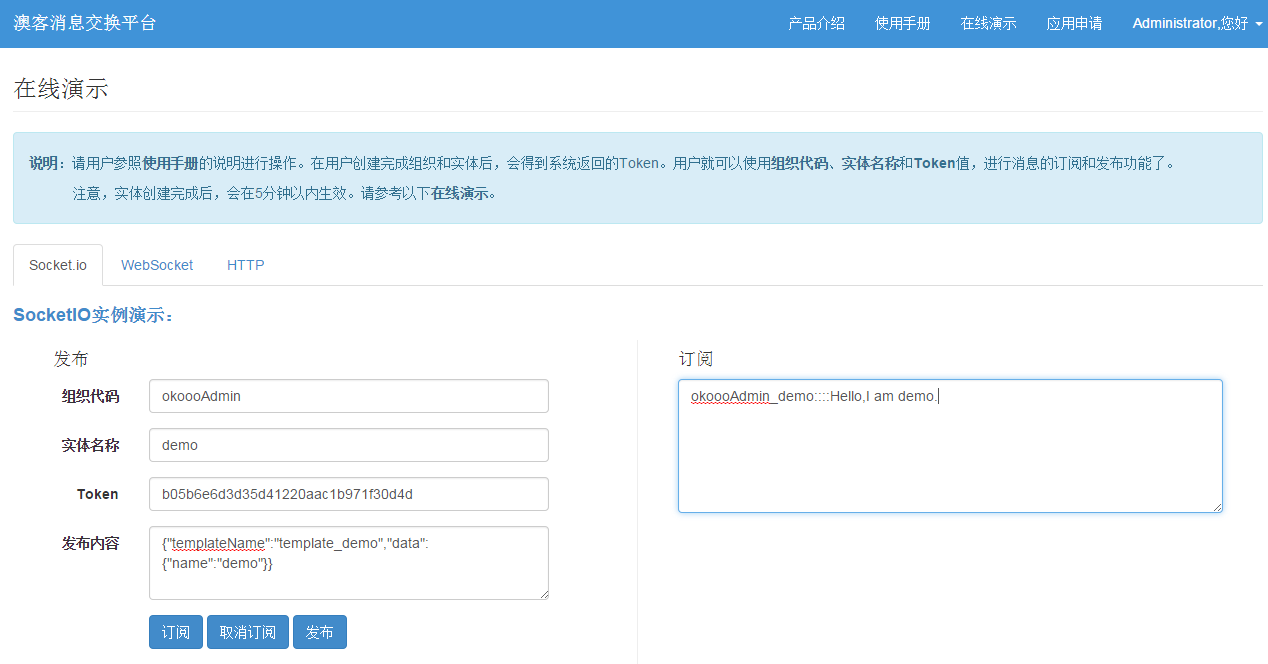 澳客消息交换平台
产品介绍 使用手册 在线演示 应用申请 Administrator,您好
在线演示
说明：请用户参照使用手册的说明进行操作。在用户创建完成组织和实体后，会得到系统返回的Token。用户就可以使用组织代码、实体名称和Token值，进行消息的订阅和发布功能了。
注意，实体创建完成后，会在5分钟以内生效。请参考以下在线演示。
Socket.io WebSocket HTTP
SocketIO实例演示：
发布
组织代码 okoooAdmin
实体名称 demo
Token b05b6e6d3d35d41220aac1b971f30d4d
发布内容 {"templateName":"template_demo","data":
{"name":"demo"}}
订阅 取消订阅 发布
订阅
okoooAdmin_demo::::Hello,I am demo.